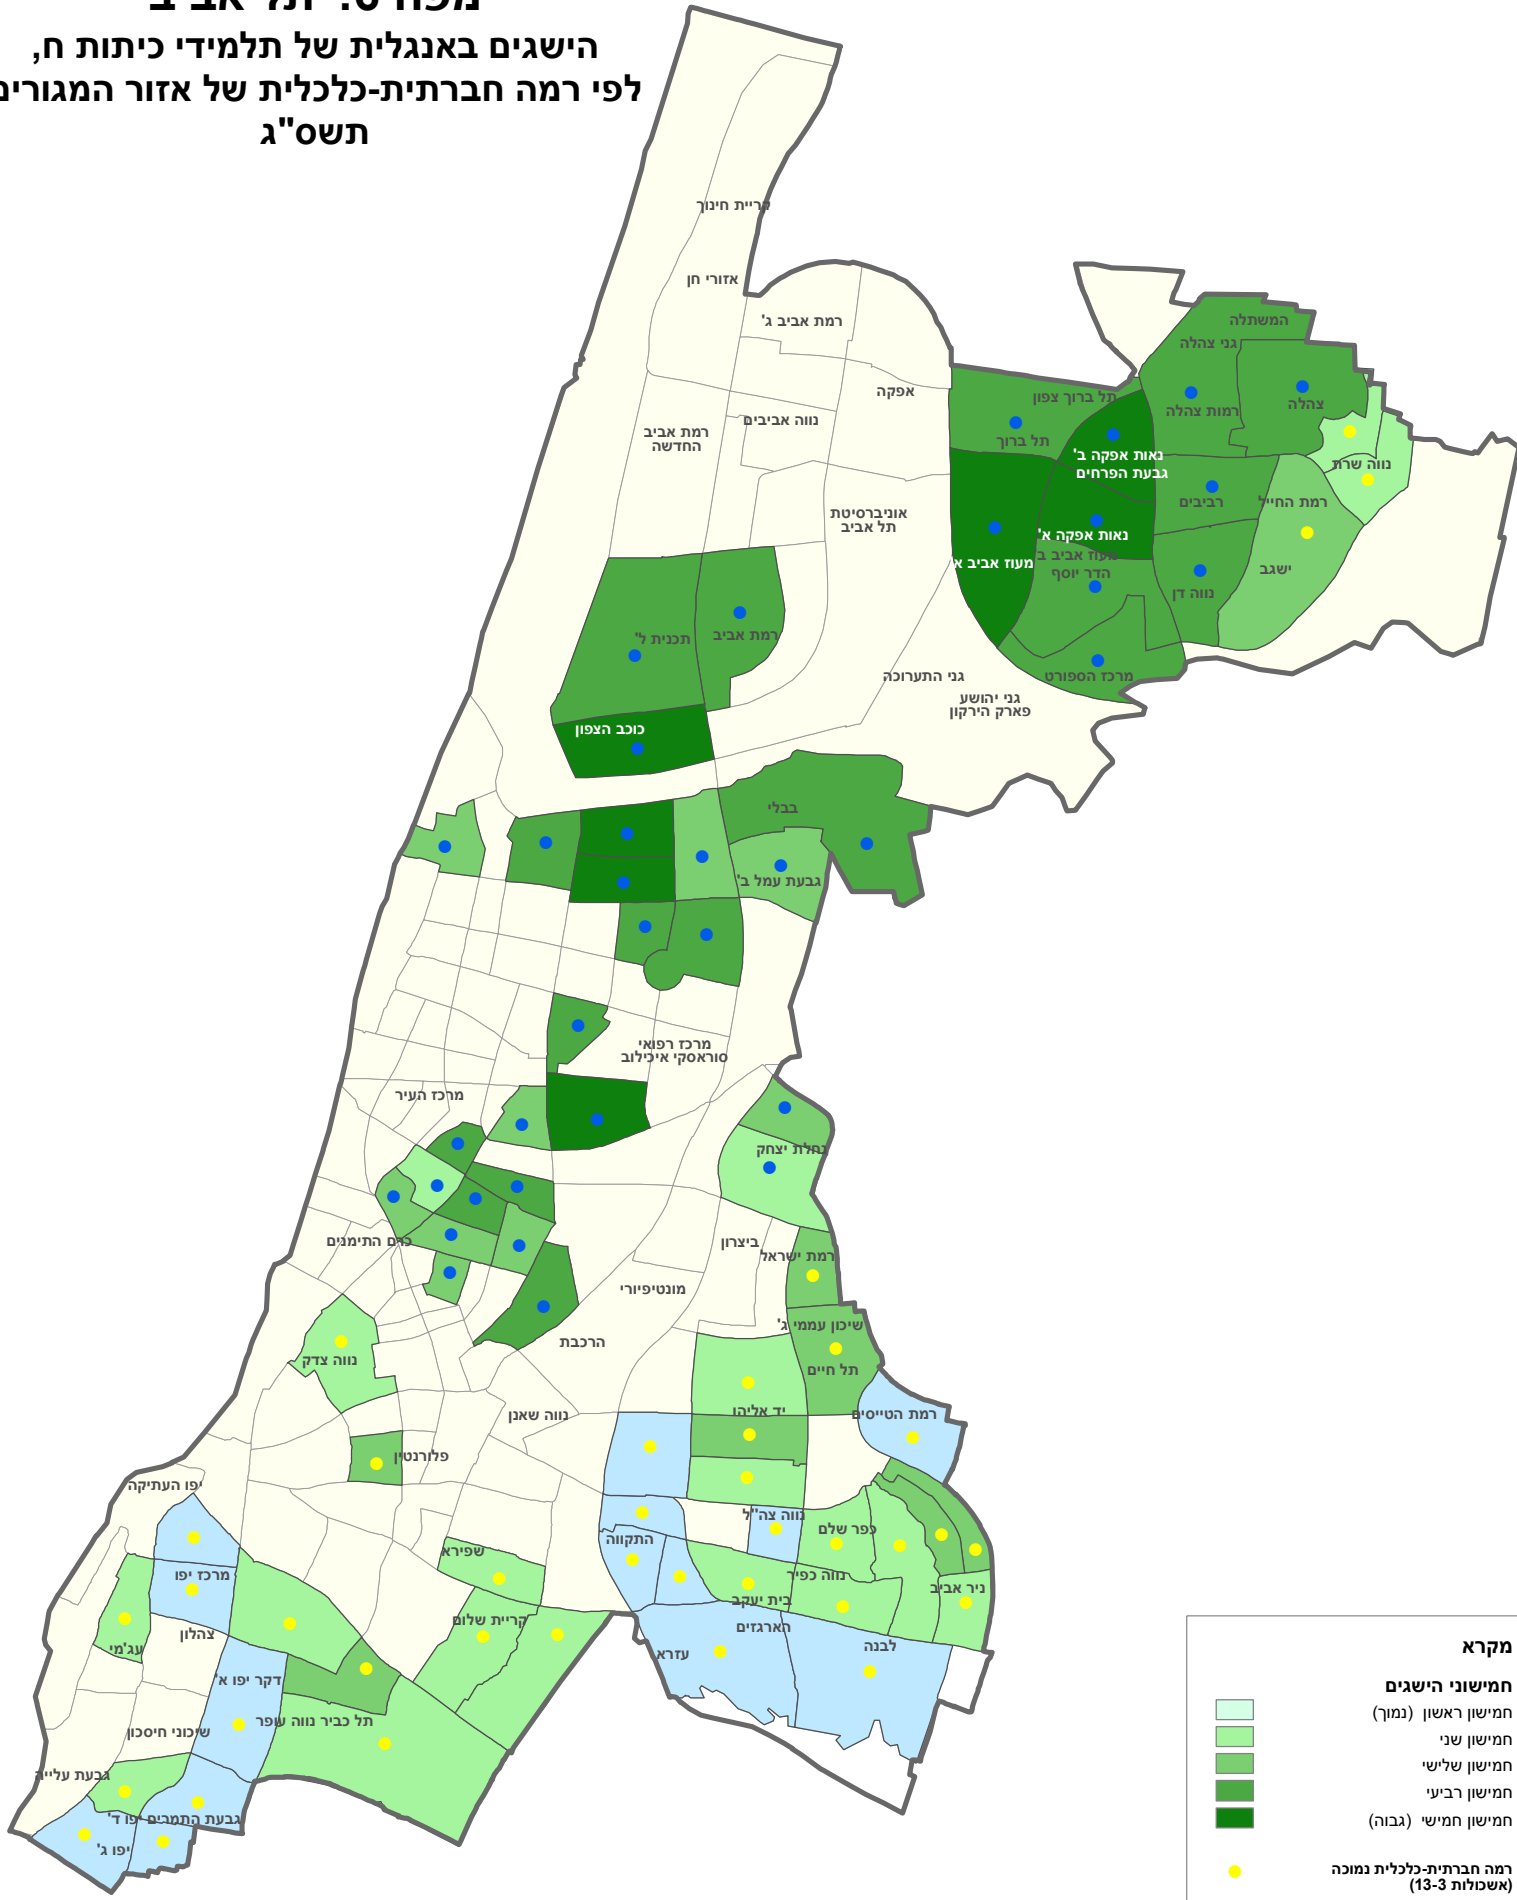 הישגים באנגלית של תלמידי כיתות ח,
לפי רמה חברתית-כלכלית של אזור המגורים
תשס"ג
קריית חינוך
אזורי חן
רמת אביב ג'
אפקה
נווה אביבים
רמת אביב
החדשה
אוניברסיטת
תל אביב
המשתלה
גני צהלה
תל ברוך צפון
רמות צהלה
צהלה
תל ברוך
נאות אפקה ב'
גבעת הפרחים
נווה שרת
רביבים
רמת החייל
נאות אפקה א'
מעוז אביב ב
מעוז אביב א
הדר יוסף
ישגב
נווה דן
תכנית ל'
רמת אביב
גני התערוכה
מרכז הספורט
גני יהושע
פארק הירקון
כוכב הצפון
בבלי
גבעת עמל ב'
מרכז רפואי
סוראסקי איכילוב
מרכז העיר
נחלת יצחק
כרם התימנים
ביצרון
רמת ישראל
מונטיפיורי
שיכון עממי ג'
הרכבת
נווה צדק
תל חיים
יד אליהו
נווה שאנן
רמת הטייסים
פלורנטין
יפו העתיקה
נווה צה"ל
כפר שלם
התקווה
שפירא
מרכז יפו
נווה כפיר
ניר אביב
בית יעקב
קריית שלום
הארגזים
צהלון
עג'מי
עזרא
לבנה
דקר יפו א'
תל כביר נווה עופר
שיכוני חיסכון
גבעת עלייה
גבעת התמרים יפו ד'
יפו ג'
מקרא
חמישוני הישגים
חמישון ראשון (נמוך)
חמישון שני
חמישון שלישי
חמישון רביעי
חמישון חמישי (גבוה)
רמה חברתית-כלכלית נמוכה
(אשכולות 13-3)